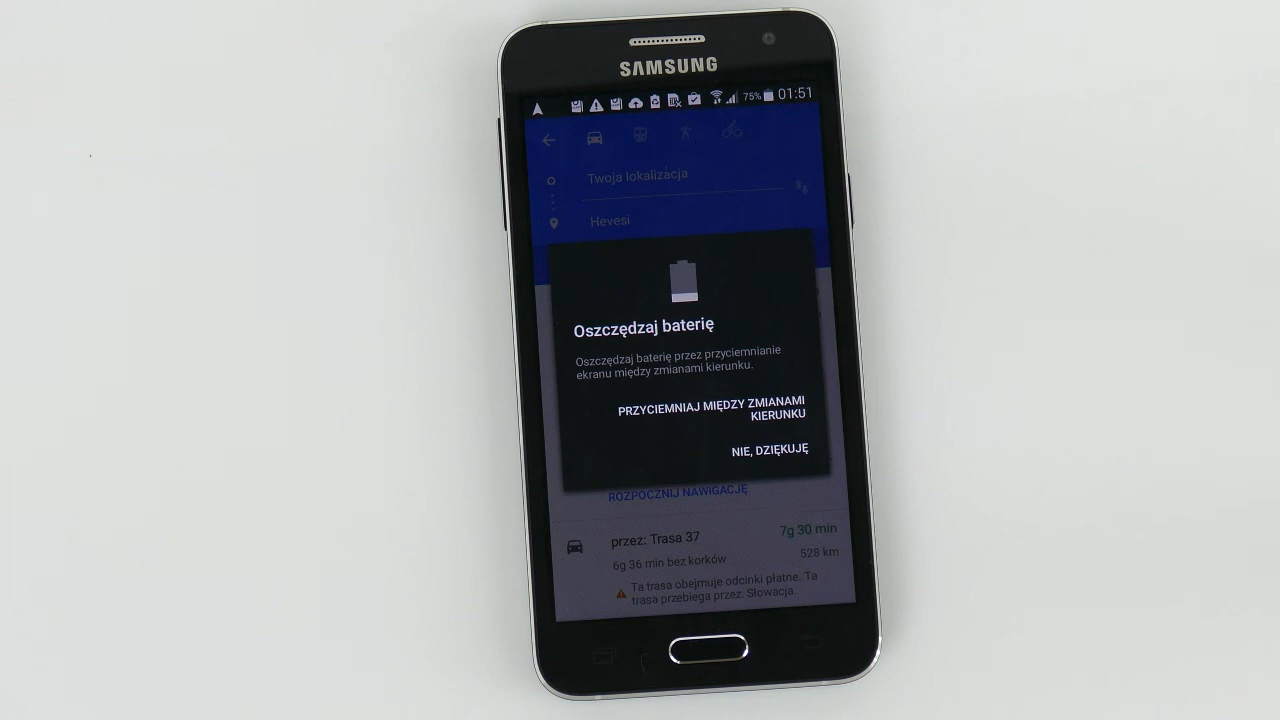 SAMSUNG
75% 01:51
Twoja lokalizacja
Hevesi
Oszczędzaj baterię
Oszczędzaj baterię przez przyciemnianie
ekranu między zmianami kierunku.
PRZYCIEMNIAJ MIĘDZY ZMIANAMI
KIERUNKU
NIE, DZIĘKUJĘ
ROZPOCZNIJ NAWIGACJĘ
przez: Trasa 37 7g 30 min
6g 36 min bez korków 528 km
Ta trasa obejmuje odcinki płatne. Ta
trasa przebiega przez: Słowacja.